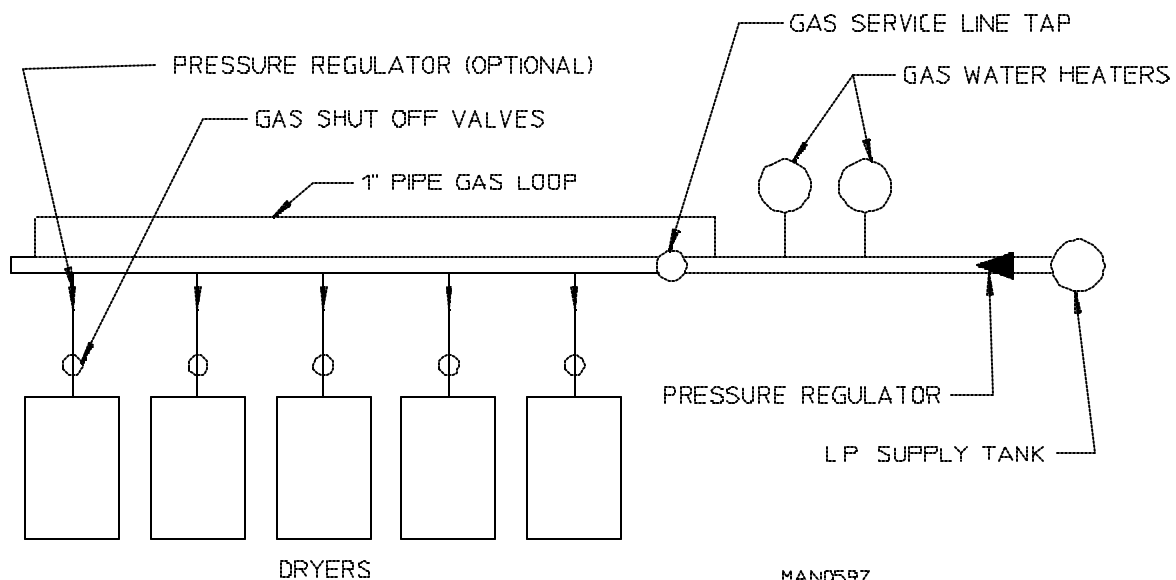 GAS SERVICE LINE TAP
PRESSURE REGULATOR (OPTIONAL)
GAS WATER HEATERS
GAS SHUT OFF VALVES
1" PIPE GAS LOOP
PRESSURE REGULATOR
LP SUPPLY TANK
DRYERS
MAN0597